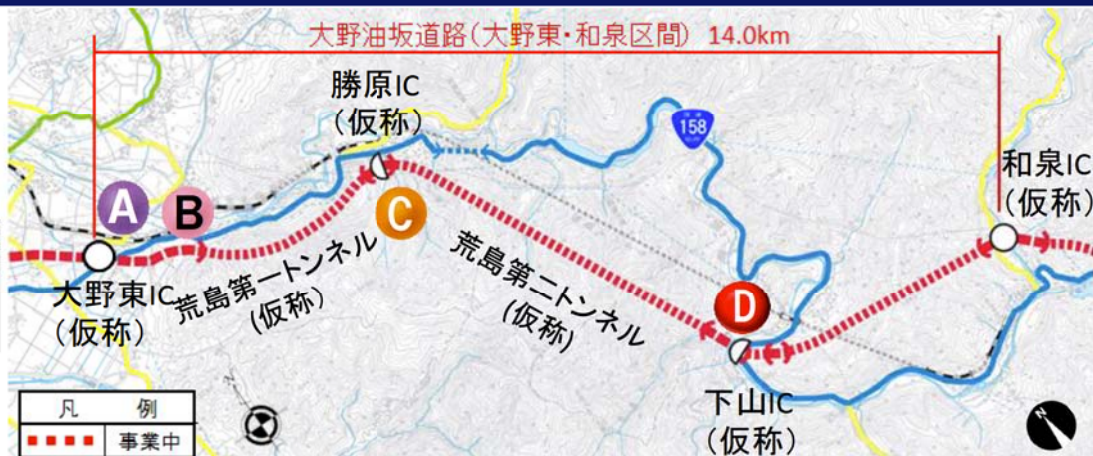 大野油坂道路(大野東・和泉区間) 14.0km
勝原IC
(仮称)
158
和泉IC
(仮称)
A
B
C
D
大野東IC
(仮称)
荒島第一トンネル
(仮称)
荒島第二トンネル
(仮称)
下山IC
(仮称)
凡 例
事業中
N